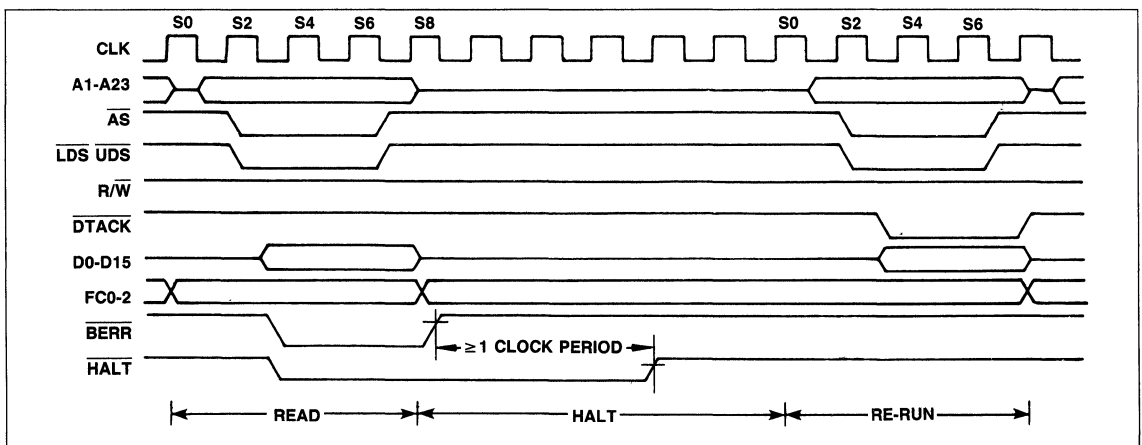 S0 S2 S4 S6 S8 S0 S2 S4 S6
CLK
A1-A23
AS
LDS UDS
R/W
DTACK
D0-D15
FC0-2
BERR
≥1 CLOCK PERIOD
HALT
READ HALT RE-RUN